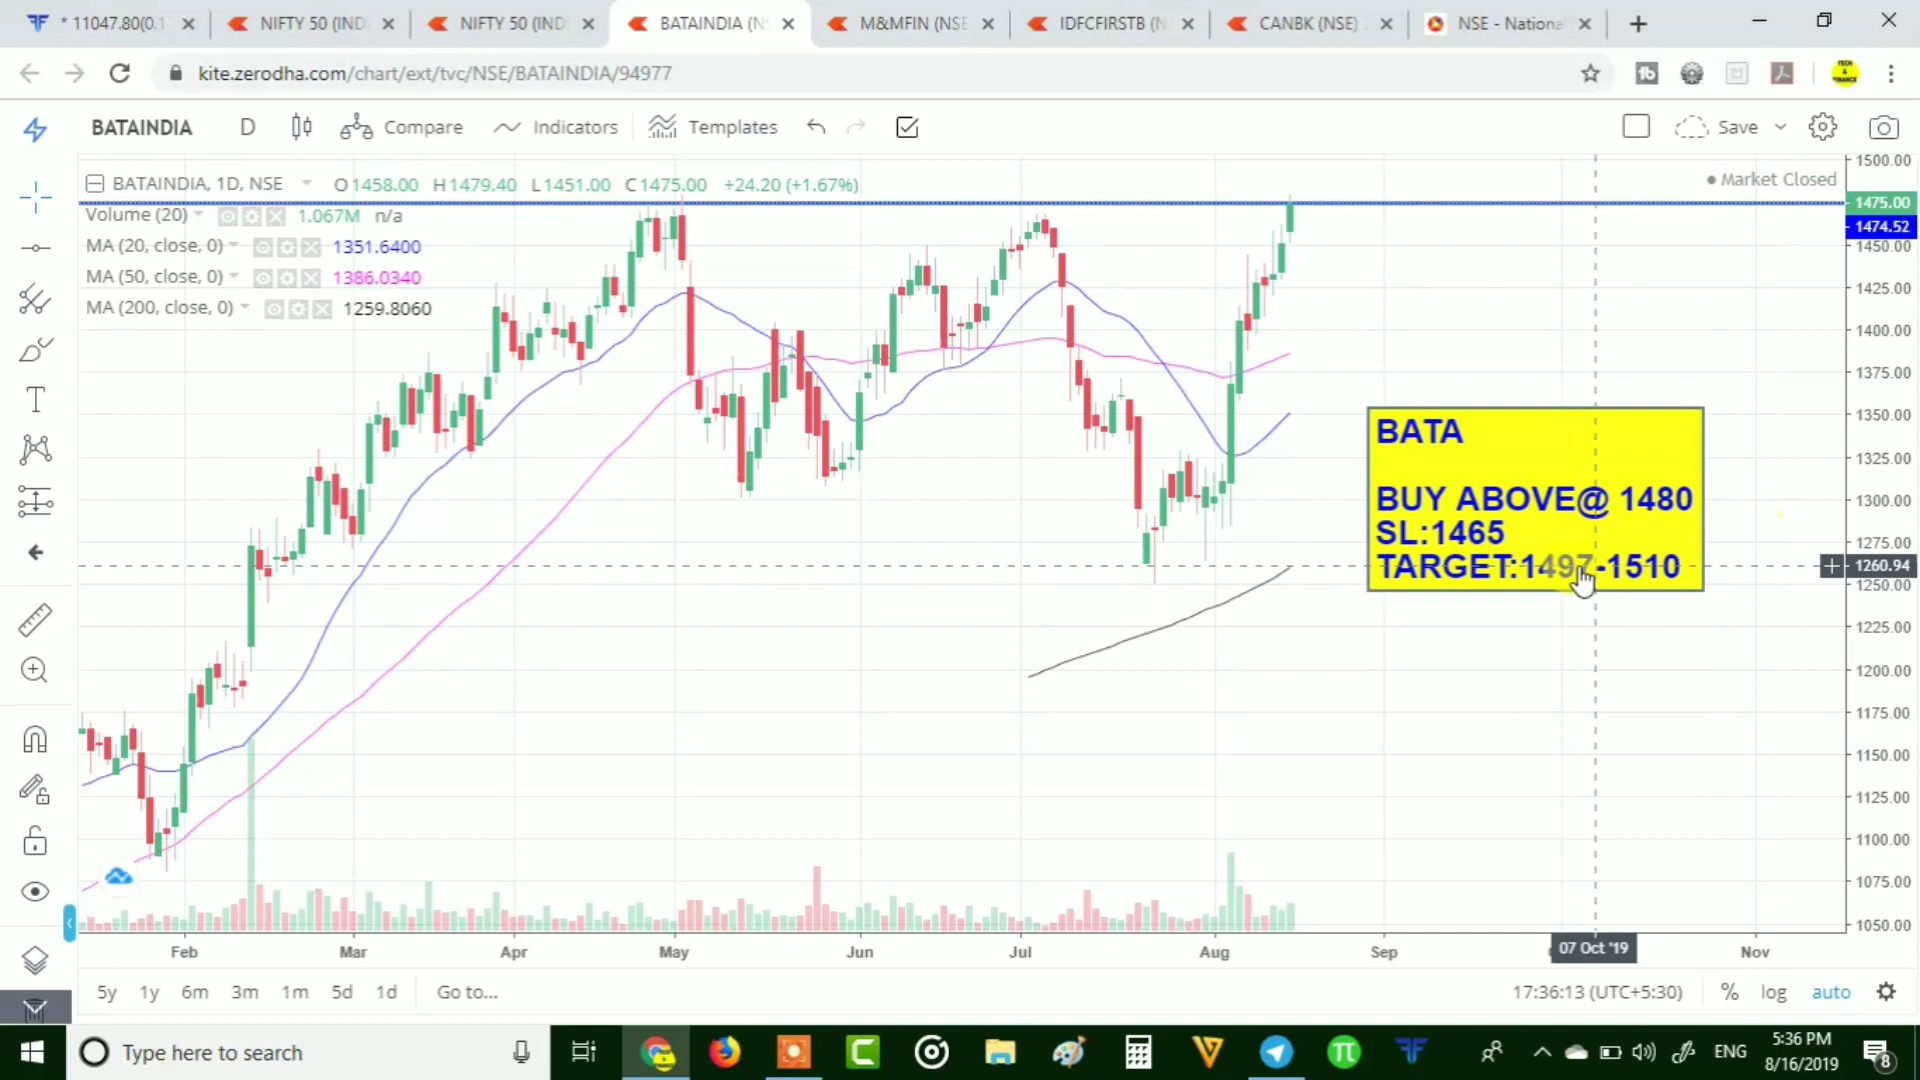 * 11047.80(0.1
NIFTY 50 (IND
NIFTY 50 (IND
BATAINDIA (N
M&MFIN (NSE
IDFCFIRSTB (N
CANBK (NSE)
NSE - Nationa
kite.zerodha.com/chart/ext/tvc/NSE/BATAINDIA/94977
TECH & FINANCE
BATAINDIA D Compare Indicators Templates Save
BATAINDIA, 1D, NSE O1458.00 H1479.40 L1451.00 C1475.00 +24.20 (+1.67%)
Market Closed
Volume (20) 1.067M n/a
MA (20, close, 0) 1351.6400
MA (50, close, 0) 1386.0340
MA (200, close, 0) 1259.8060
1500.00
1475.00
1474.52
1450.00
1425.00
1400.00
1375.00
1350.00
1325.00
1300.00
1275.00
1260.94
1250.00
1225.00
1200.00
1175.00
1150.00
1125.00
1100.00
1075.00
1050.00
BATA
BUY ABOVE@ 1480
SL:1465
TARGET:1497-1510
Feb Mar Apr May Jun Jul Aug Sep 07 Oct '19 Nov
5y 1y 6m 3m 1m 5d 1d Go to... 17:36:13 (UTC+5:30) % log auto
Type here to search
ENG
5:36 PM
8/16/2019
8